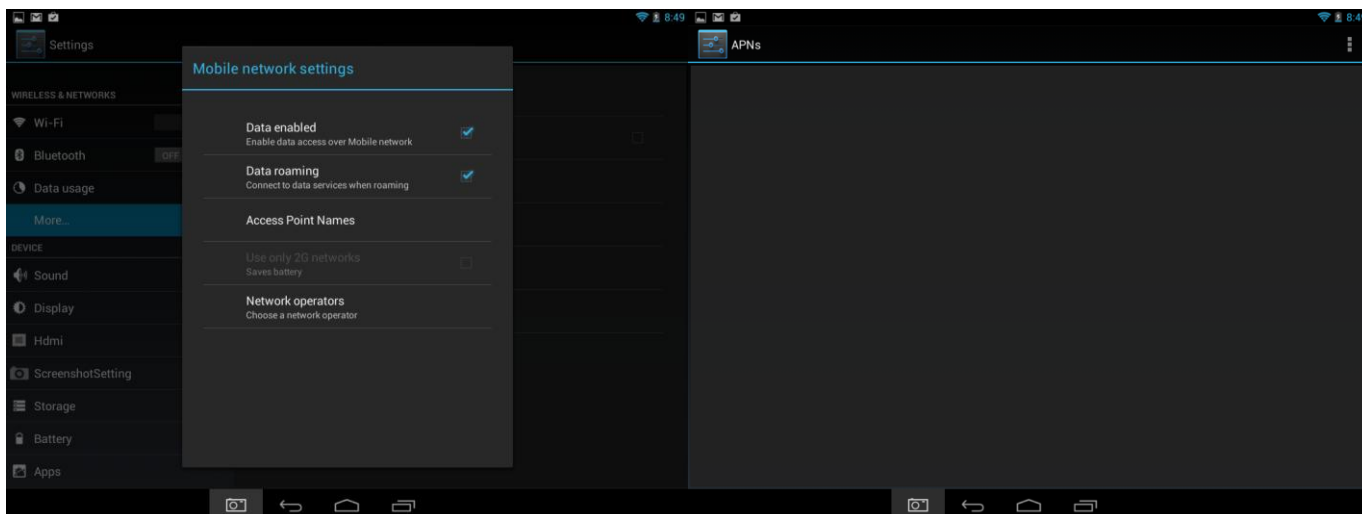 8:49
Settings
Mobile network settings
WIRELESS & NETWORKS
Wi-Fi
Bluetooth
OFF
Data usage
More...
DEVICE
Sound
Display
Hdmi
ScreenshotSetting
Storage
Battery
Apps
Data enabled
Enable data access over Mobile network
Data roaming
Connect to data services when roaming
Access Point Names
Use only 2G networks
Saves battery
Network operators
Choose a network operator
APNs